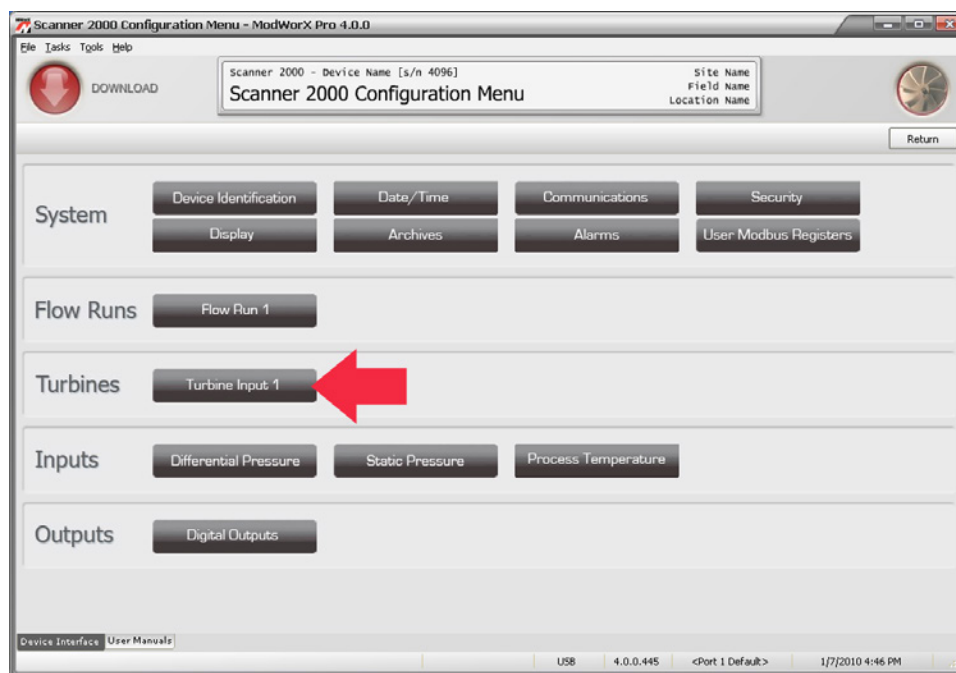 Scanner 2000 Configuration Menu - ModWorX Pro 4.0.0
File Tasks Tools Help
DOWNLOAD
Scanner 2000 - Device Name [s/n 4096]
Scanner 2000 Configuration Menu
Site Name
Field Name
Location Name
Return
System
Device Identification Date/Time Communications Security
Display Archives Alarms User Modbus Registers
Flow Runs Flow Run 1
Turbines Turbine Input 1
Inputs Differential Pressure Static Pressure Process Temperature
Outputs Digital Outputs
Device Interface User Manuals
USB 4.0.0.445 <Port 1 Default> 1/7/2010 4:46 PM